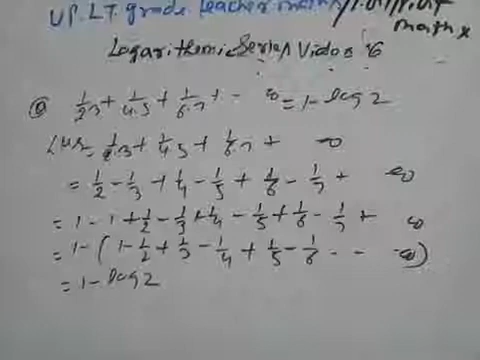 UP.LT.grade teacher math/
math x
Logarithmic Series Video 6
1/2.3 + 1/4.5 + 1/6.7 + - ∞ = 1 - log 2
LHS = 1/2.3 + 1/4.5 + 1/6.7 + - ∞
= 1/2 - 1/3 + 1/4 - 1/5 + 1/6 - 1/7 + ∞
= 1 - 1 + 1/2 - 1/3 + 1/4 - 1/5 + 1/6 - 1/7 + ∞
= 1 - (1 - 1/2 + 1/3 - 1/4 + 1/5 - 1/6 - - - ∞)
= 1 - log 2